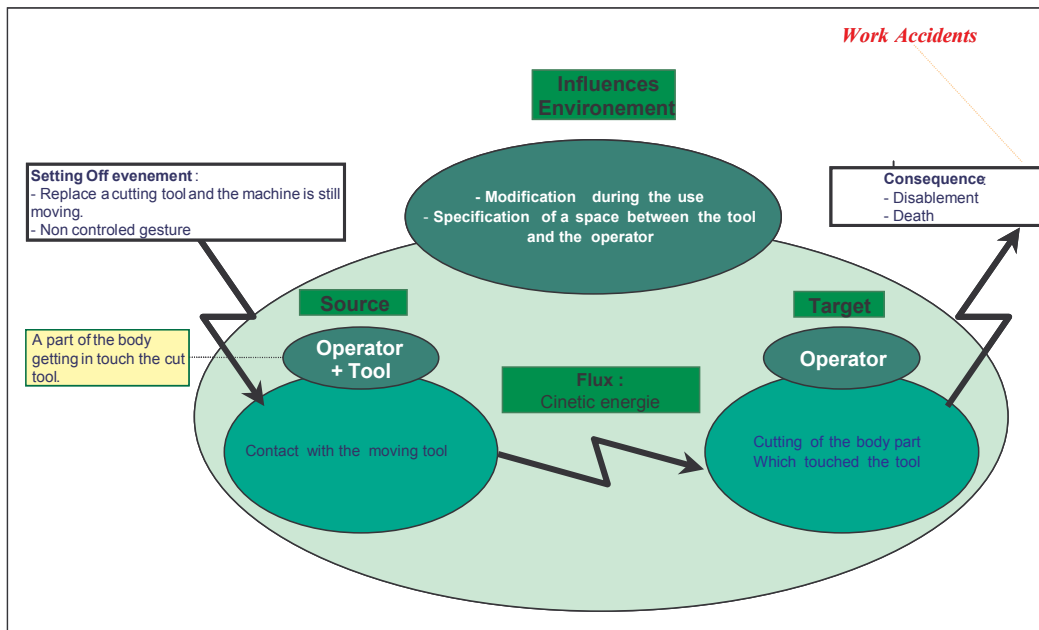 Work Accidents
Influences
Environement
Setting Off evenement :
- Replace a cutting tool and the machine is still
moving.
- Non controled gesture
- Modification during the use
- Specification of a space between the tool
and the operator
Consequence:
- Disablement
- Death
Source
Target
A part of the body
getting in touch the cut
tool.
Operator
+ Tool
Operator
Flux :
Cinetic energie
Contact with the moving tool
Cutting of the body part
Which touched the tool